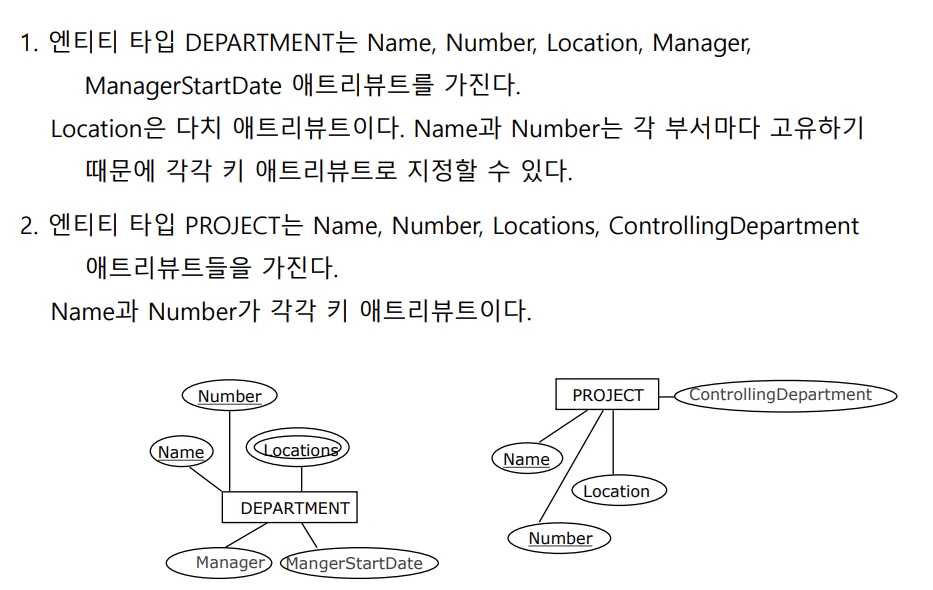 1. 엔티티 타입 DEPARTMENT는 Name, Number, Location, Manager,
ManagerStartDate 애트리뷰트를 가진다.
Location은 다치 애트리뷰트이다. Name과 Number는 각 부서마다 고유하기
때문에 각각 키 애트리뷰트로 지정할 수 있다.
2. 엔티티 타입 PROJECT는 Name, Number, Locations, ControllingDepartment
애트리뷰트들을 가진다.
Name과 Number가 각각 키 애트리뷰트이다.
Number
Name
Locations
DEPARTMENT
Manager
MangerStartDate
PROJECT
ControllingDepartment
Name
Location
Number